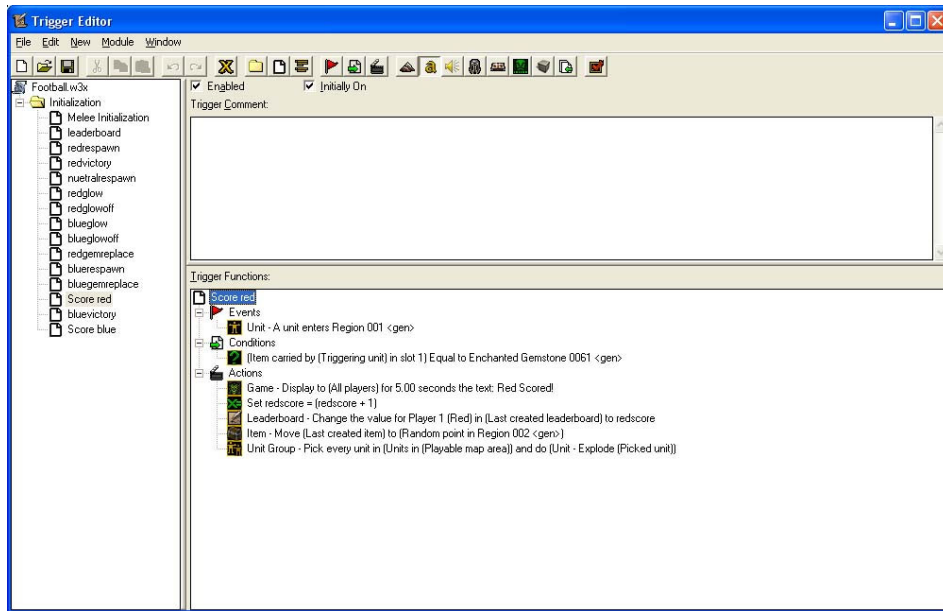 Trigger Editor
File Edit New Module Window
Football.w3x
Initialization
Melee Initialization
leaderboard
redrespawn
redvictory
nuetralrespawn
redglow
redglowoff
blueglow
blueglowoff
redgemreplace
bluerespawn
bluegemreplace
Score red
bluevictory
Score blue
Enabled Initially On
Trigger Comment:
Trigger Functions:
Score red
Events
Unit - A unit enters Region 001 <gen>
Conditions
(Item carried by (Triggering unit) in slot 1) Equal to Enchanted Gemstone 0061 <gen>
Actions
Game - Display to (All players) for 5.00 seconds the text: Red Scored!
Set redscore = (redscore + 1)
Leaderboard - Change the value for Player 1 (Red) in (Last created leaderboard) to redscore
Item - Move (Last created item) to (Random point in Region 002 <gen>)
Unit Group - Pick every unit in (Units in (Playable map area)) and do (Unit - Explode (Picked unit))